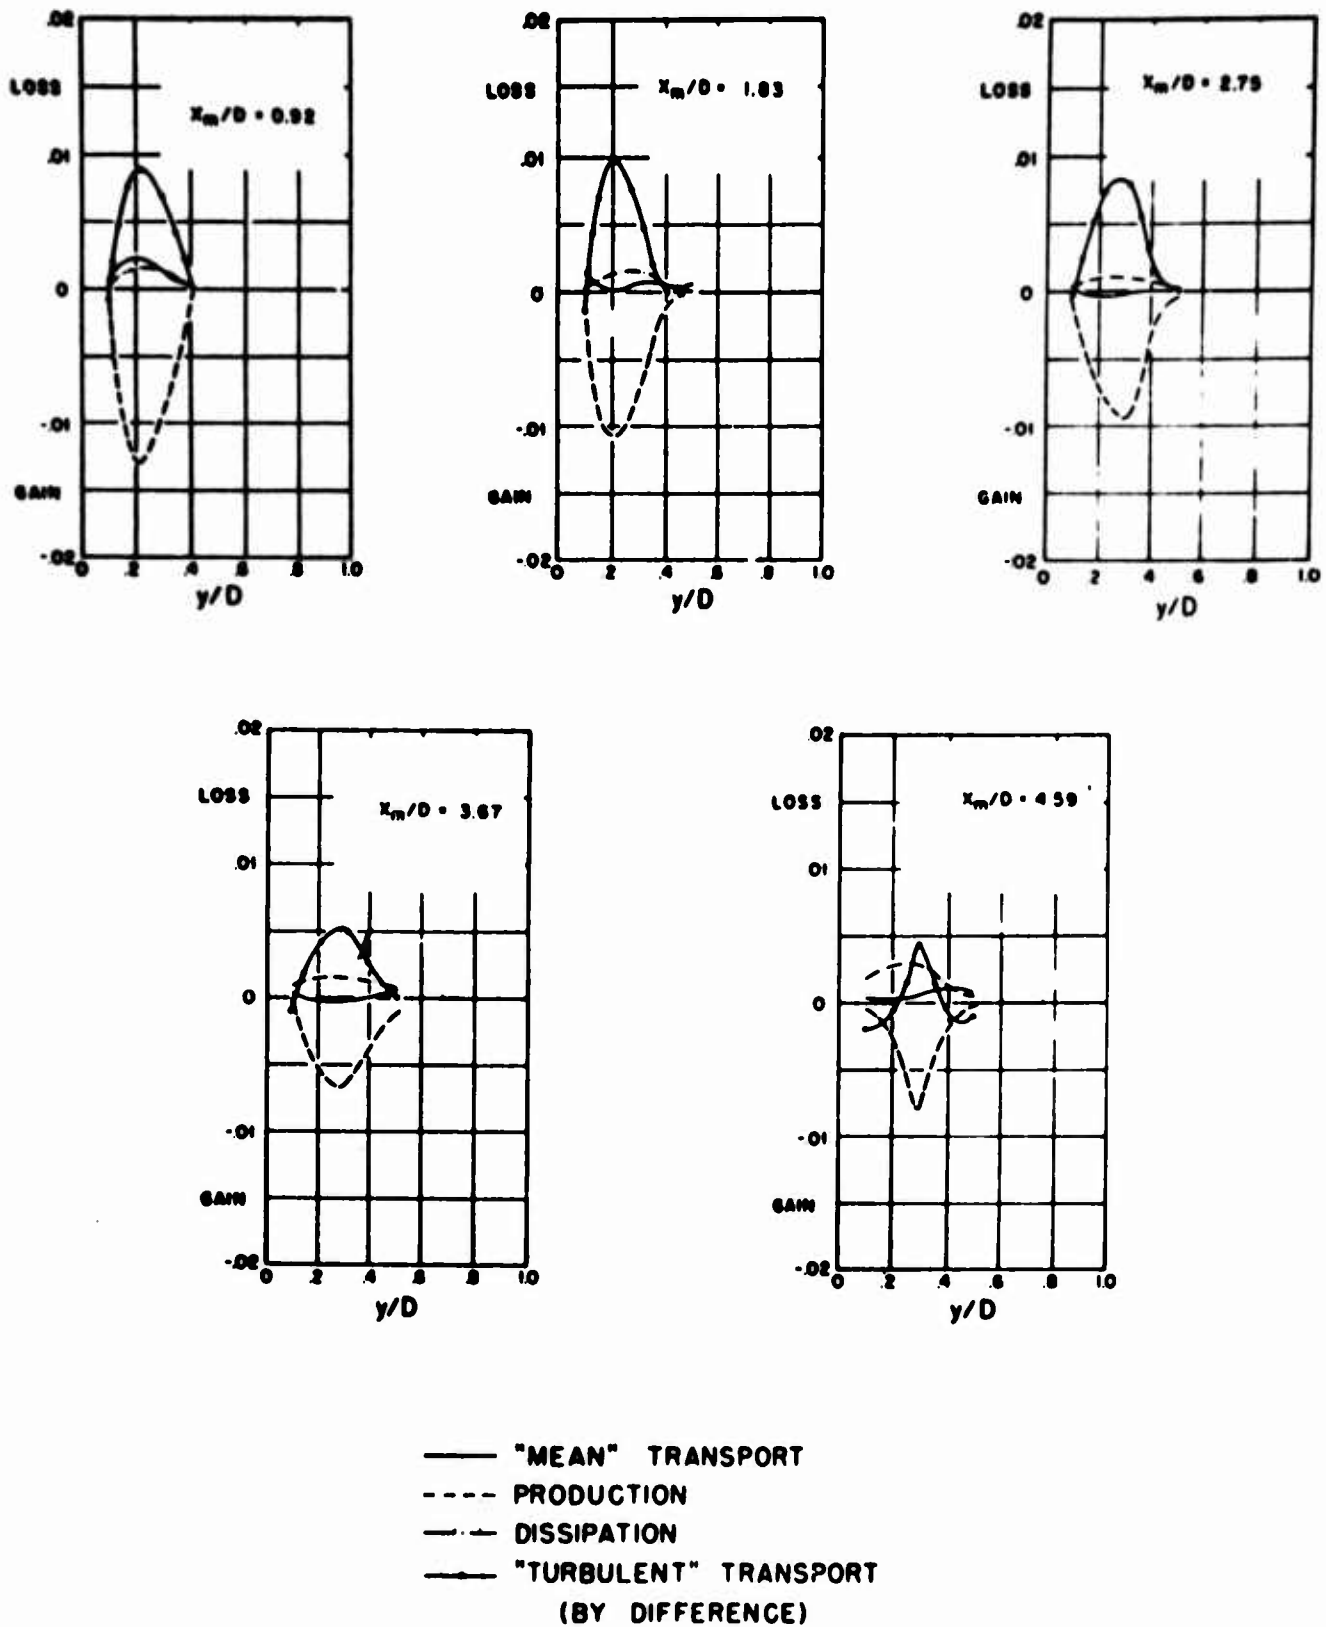 .02
LOSS
Xm/D = 0.92
.01
0
-.01
GAIN
-.02
0 .2 .4 .6 .8 1.0
y/D
.02
LOSS
Xm/D = 1.83
.01
0
-.01
GAIN
-.02
0 .2 .4 .6 .8 1.0
y/D
.02
LOSS
Xm/D = 2.75
.01
0
-.01
GAIN
-.02
0 .2 .4 .6 .8 1.0
y/D
.02
LOSS
Xm/D = 3.67
.01
0
-.01
GAIN
-.02
0 .2 .4 .6 .8 1.0
y/D
.02
LOSS
Xm/D = 4.59
.01
0
-.01
GAIN
-.02
0 .2 .4 .6 .8 1.0
y/D
"MEAN" TRANSPORT
PRODUCTION
DISSIPATION
"TURBULENT" TRANSPORT
(BY DIFFERENCE)